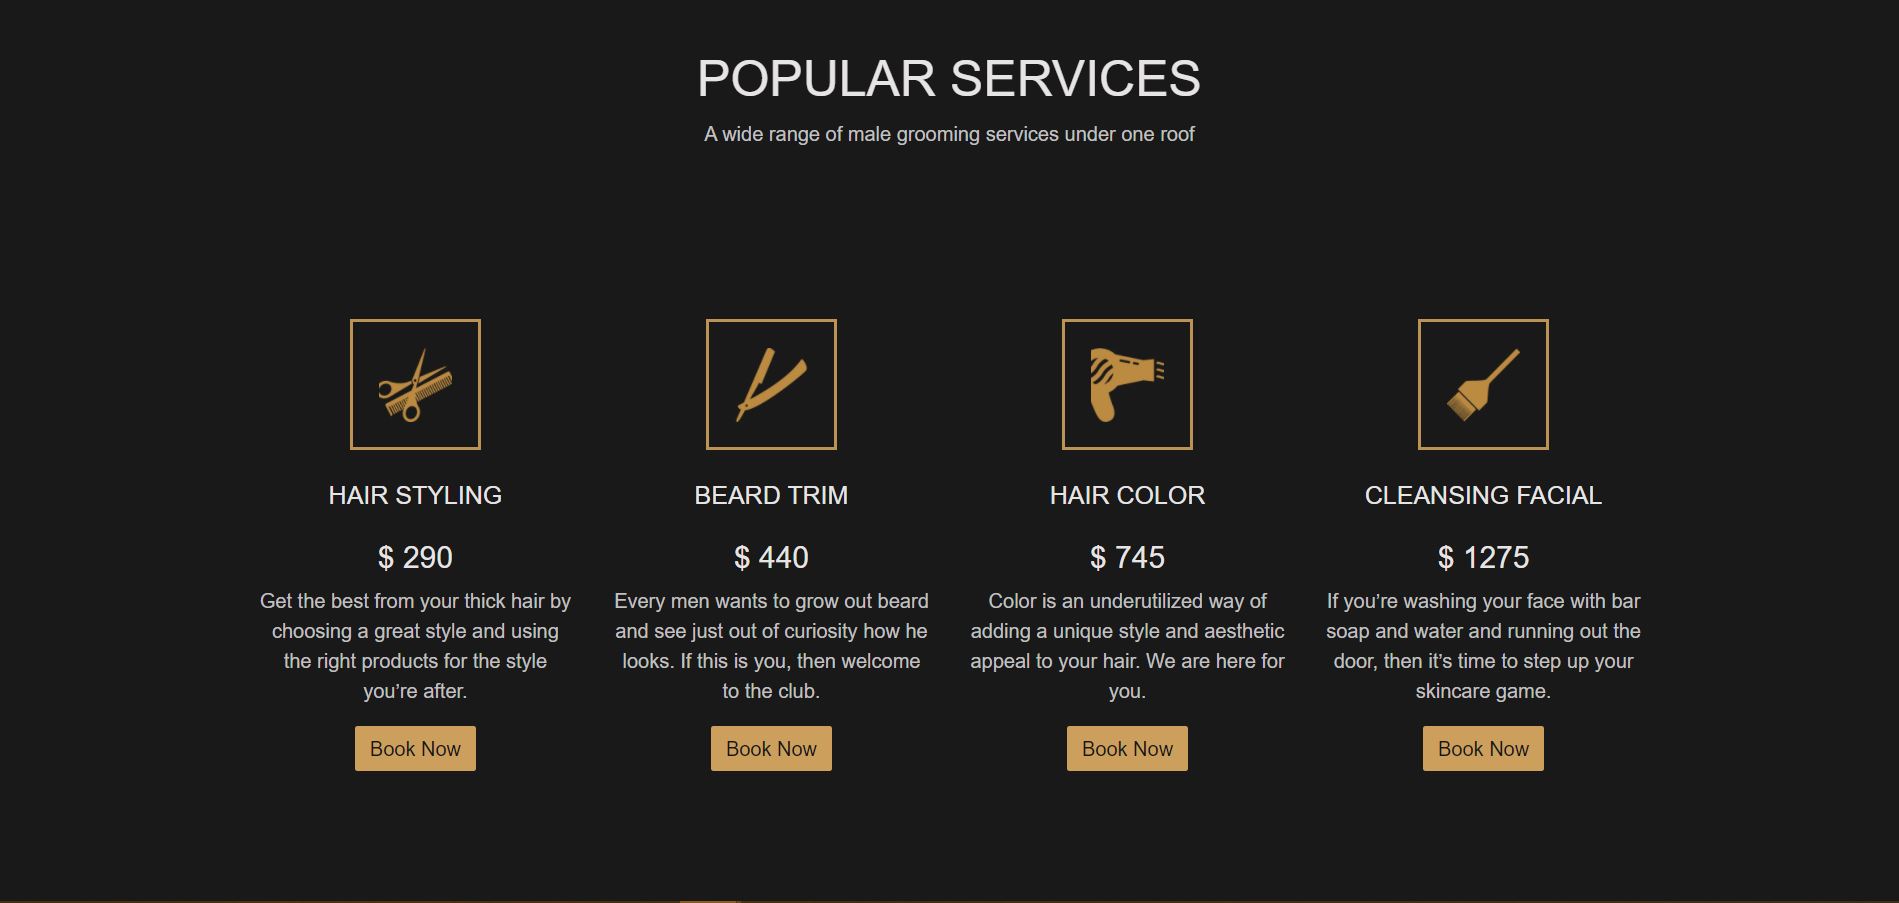 POPULAR SERVICES
A wide range of male grooming services under one roof
HAIR STYLING
$ 290
Get the best from your thick hair by
choosing a great style and using
the right products for the style
you’re after.
Book Now
BEARD TRIM
$ 440
Every men wants to grow out beard
and see just out of curiosity how he
looks. If this is you, then welcome
to the club.
Book Now
HAIR COLOR
$ 745
Color is an underutilized way of
adding a unique style and aesthetic
appeal to your hair. We are here for
you.
Book Now
CLEANSING FACIAL
$ 1275
If you’re washing your face with bar
soap and water and running out the
door, then it’s time to step up your
skincare game.
Book Now